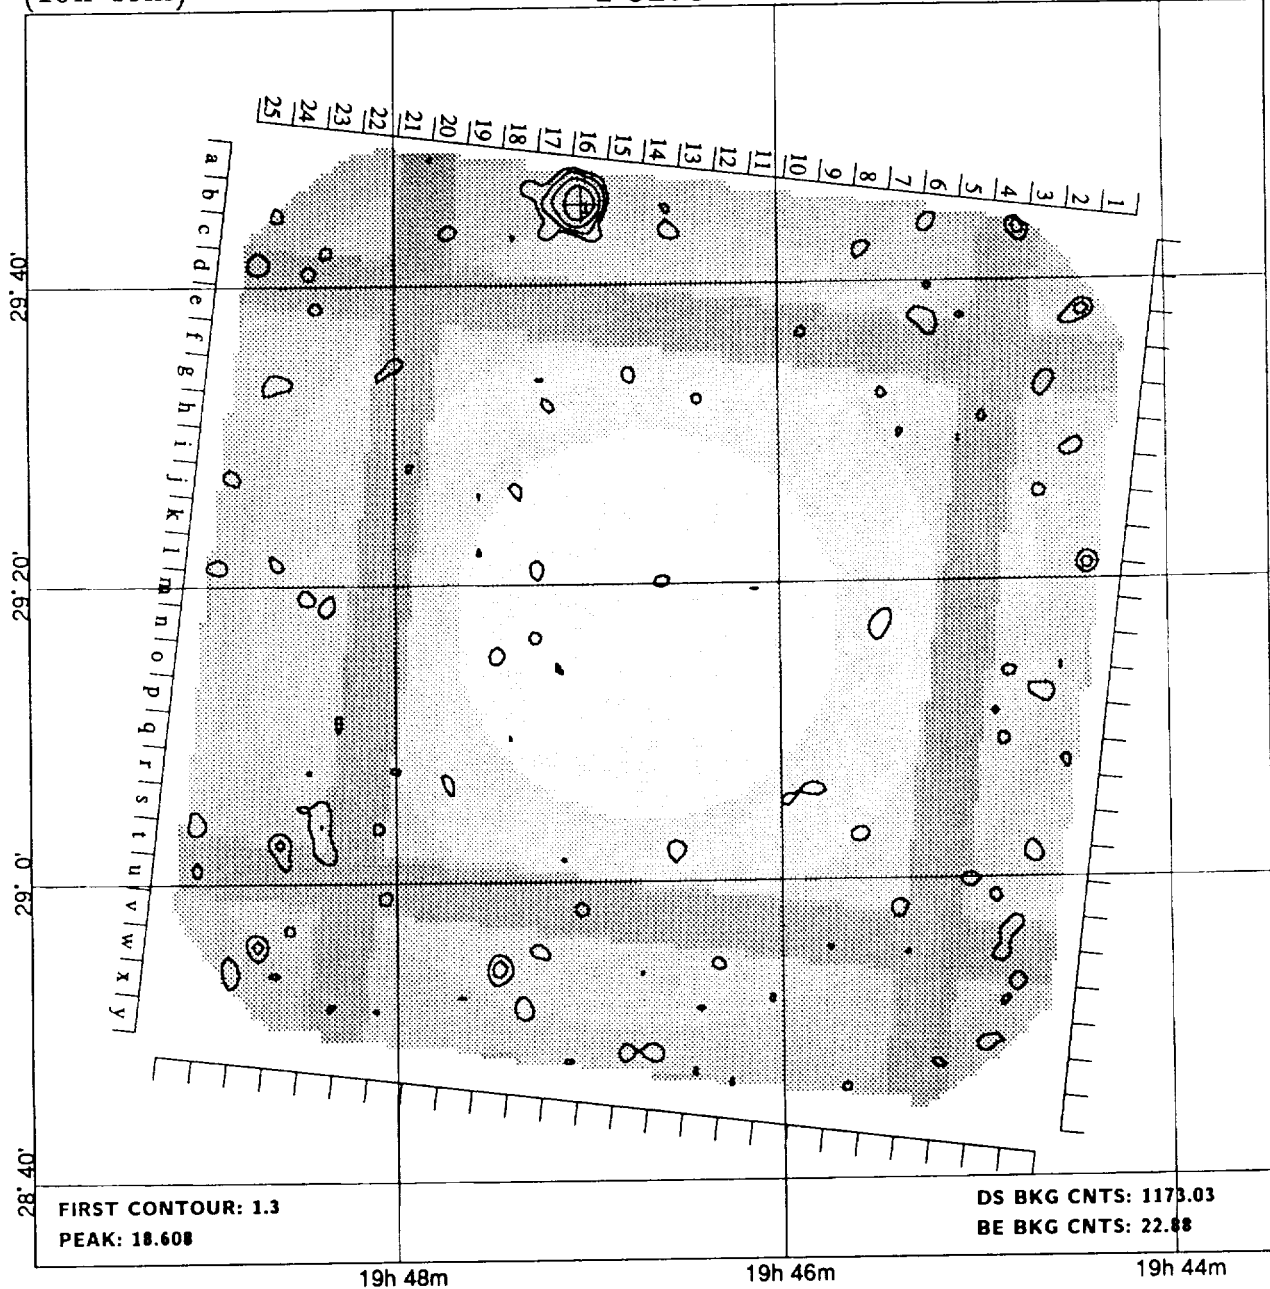 25 24 23 22 21 20 19 18 17 16 15 14 13 12 11 10 9 8 7 6 5 4 3 2 1
a b c d e f g h i j k l m n o p q r s t u v w x y
29° 40'
29° 20'
29° 0'
28° 40'
FIRST CONTOUR: 1.3
PEAK: 18.608
DS BKG CNTS: 1173.03
BE BKG CNTS: 22.88
19h 48m
19h 46m
19h 44m